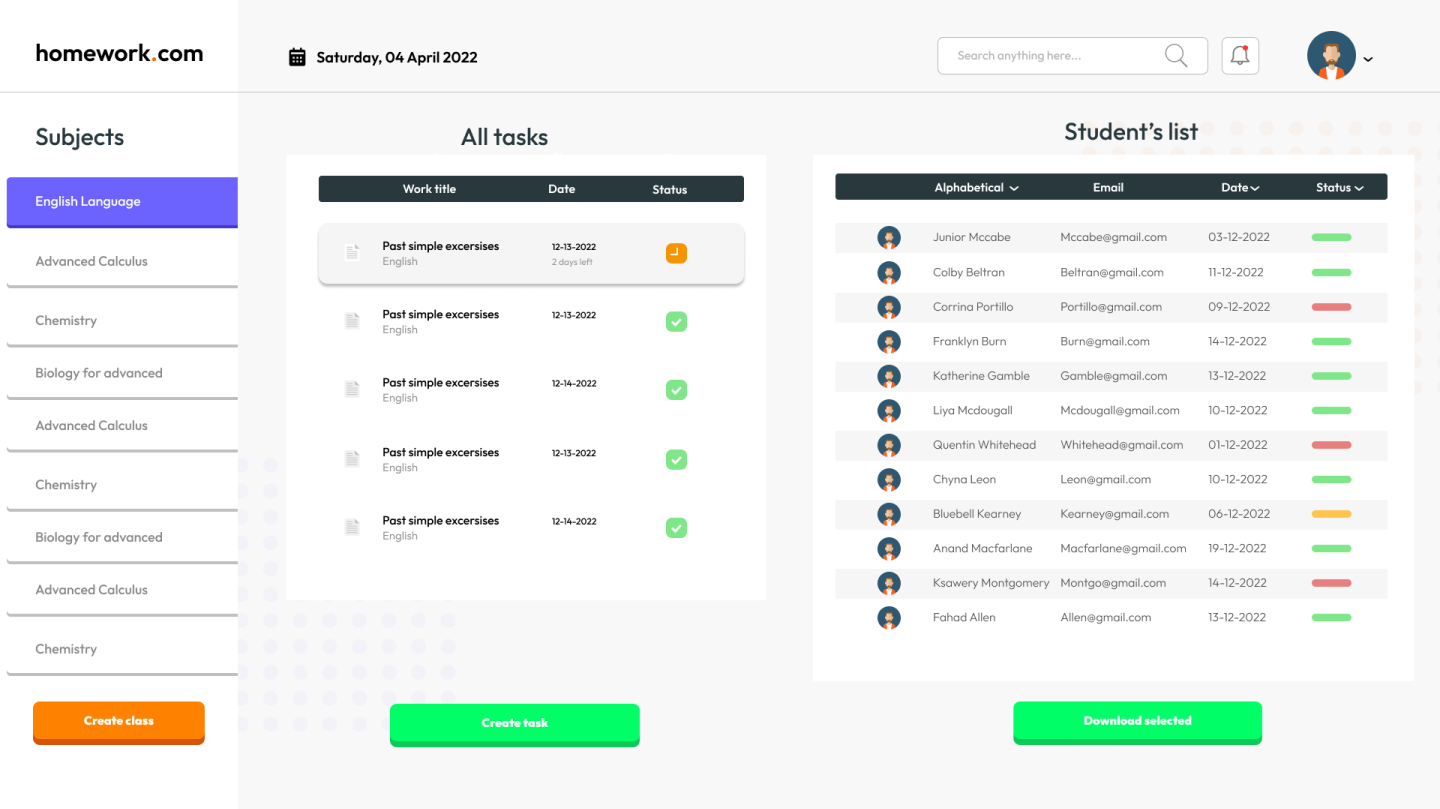 homework.com
Saturday, 04 April 2022
Search anything here...
Subjects
English Language
Advanced Calculus
Chemistry
Biology for advanced
Advanced Calculus
Chemistry
Biology for advanced
Advanced Calculus
Chemistry
Create class
All tasks
Work title Date Status
Past simple excersises 12-13-2022
English 2 days left
Past simple excersises 12-13-2022
English
Past simple excersises 12-14-2022
English
Past simple excersises 12-13-2022
English
Past simple excersises 12-14-2022
English
Create task
Student's list
Alphabetical Email Date Status
Junior Mccabe Mccabe@gmail.com 03-12-2022
Colby Beltran Beltran@gmail.com 11-12-2022
Corrina Portillo Portillo@gmail.com 09-12-2022
Franklyn Burn Burn@gmail.com 14-12-2022
Katherine Gamble Gamble@gmail.com 13-12-2022
Liya Mcdougall Mcdougall@gmail.com 10-12-2022
Quentin Whitehead Whitehead@gmail.com 01-12-2022
Chyna Leon Leon@gmail.com 10-12-2022
Bluebell Kearney Kearney@gmail.com 06-12-2022
Anand Macfarlane Macfarlane@gmail.com 19-12-2022
Ksawery Montgomery Montgo@gmail.com 14-12-2022
Fahad Allen Allen@gmail.com 13-12-2022
Download selected